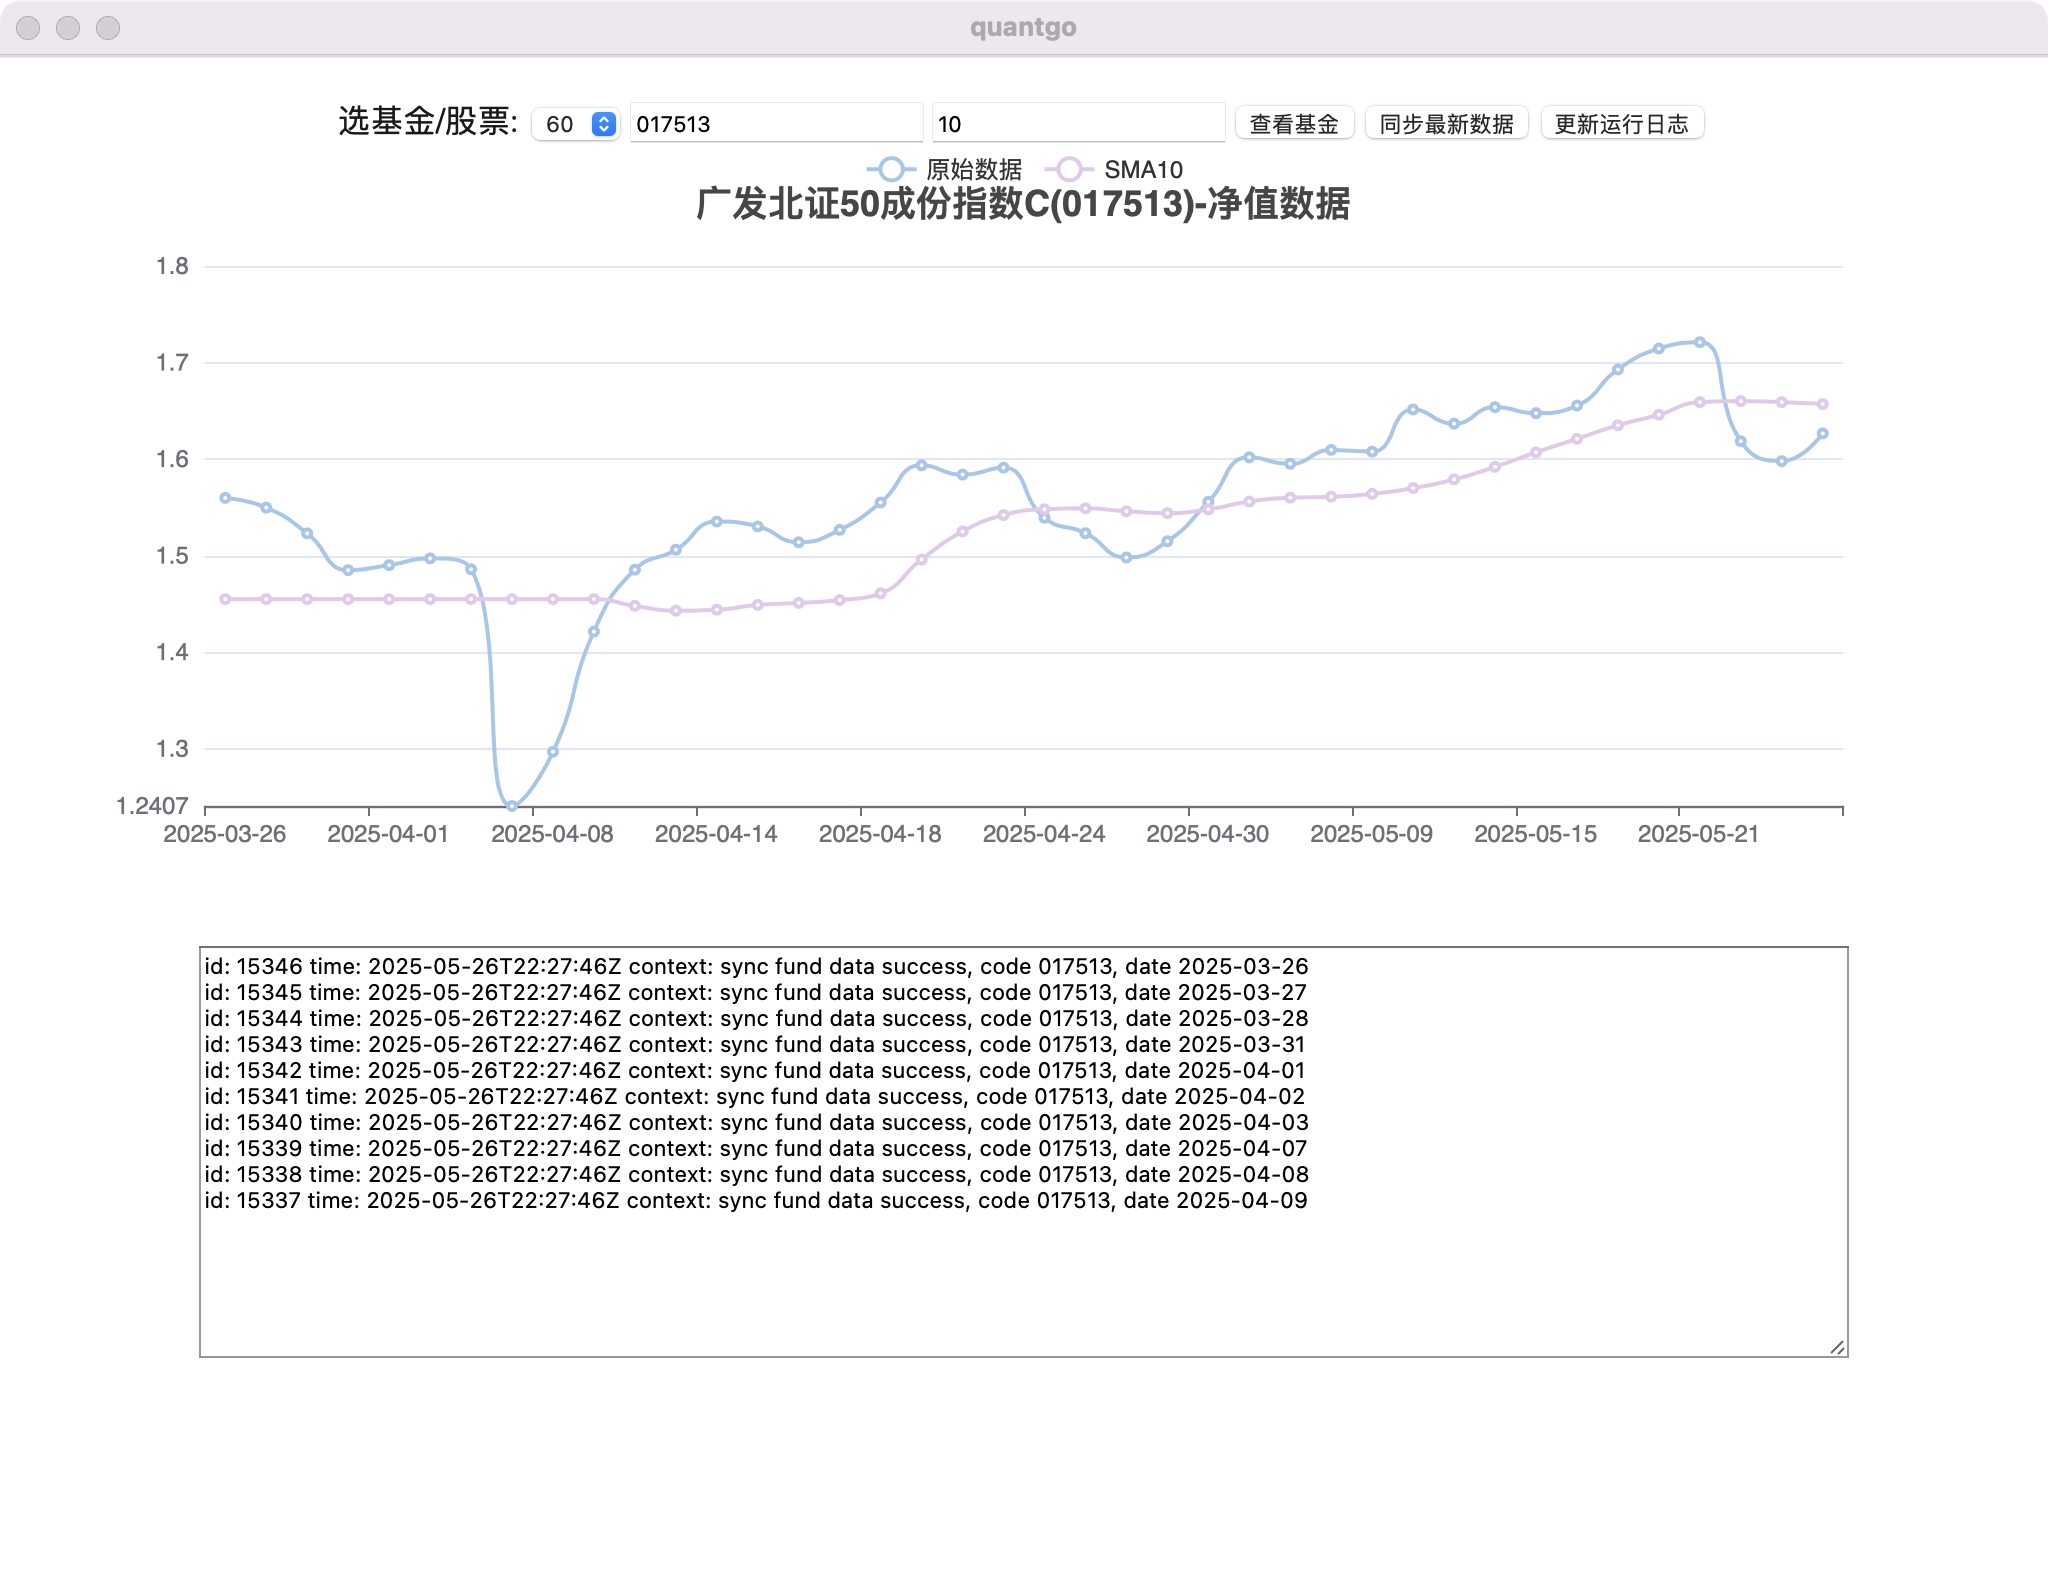 quantgo
选基金/股票: 60 017513 10 查看基金 同步最新数据 更新运行日志
原始数据 SMA10
广发北证50成份指数C(017513)-净值数据
1.8
1.7
1.6
1.5
1.4
1.3
1.2407
2025-03-26 2025-04-01 2025-04-08 2025-04-14 2025-04-18 2025-04-24 2025-04-30 2025-05-09 2025-05-15 2025-05-21
id: 15346 time: 2025-05-26T22:27:46Z context: sync fund data success, code 017513, date 2025-03-26
id: 15345 time: 2025-05-26T22:27:46Z context: sync fund data success, code 017513, date 2025-03-27
id: 15344 time: 2025-05-26T22:27:46Z context: sync fund data success, code 017513, date 2025-03-28
id: 15343 time: 2025-05-26T22:27:46Z context: sync fund data success, code 017513, date 2025-03-31
id: 15342 time: 2025-05-26T22:27:46Z context: sync fund data success, code 017513, date 2025-04-01
id: 15341 time: 2025-05-26T22:27:46Z context: sync fund data success, code 017513, date 2025-04-02
id: 15340 time: 2025-05-26T22:27:46Z context: sync fund data success, code 017513, date 2025-04-03
id: 15339 time: 2025-05-26T22:27:46Z context: sync fund data success, code 017513, date 2025-04-07
id: 15338 time: 2025-05-26T22:27:46Z context: sync fund data success, code 017513, date 2025-04-08
id: 15337 time: 2025-05-26T22:27:46Z context: sync fund data success, code 017513, date 2025-04-09